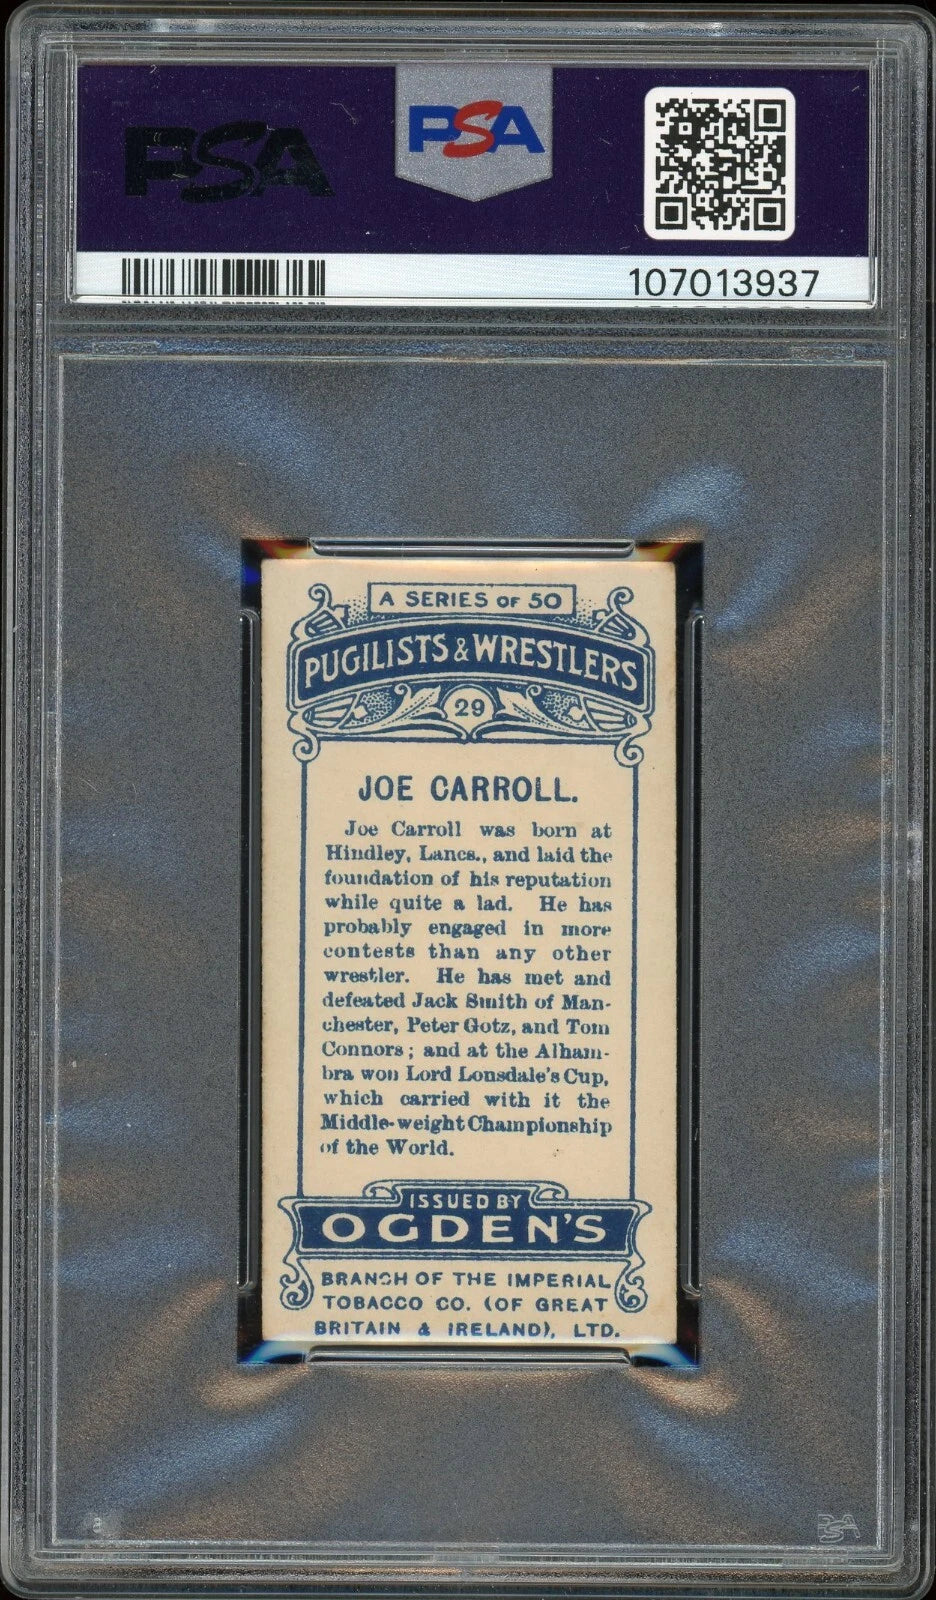 PSA
PSA
107013937
A SERIES OF 50
PUGILISTS & WRESTLERS
29
JOE CARROLL.
Joe Carroll was born at
Hindley, Lancs., and laid the
foundation of his reputation
while quite a lad. He has
probably engaged in more
contests than any other
wrestler. He has met and
defeated Jack Smith of Man-
chester, Peter Gotz, and Tom
Connors; and at the Alham-
bra won Lord Lonsdale's Cup,
which carried with it the
Middle-weight Championship
of the World.
ISSUED BY
OGDEN'S
BRANCH OF THE IMPERIAL
TOBACCO CO. (OF GREAT
BRITAIN & IRELAND), LTD.
PSA